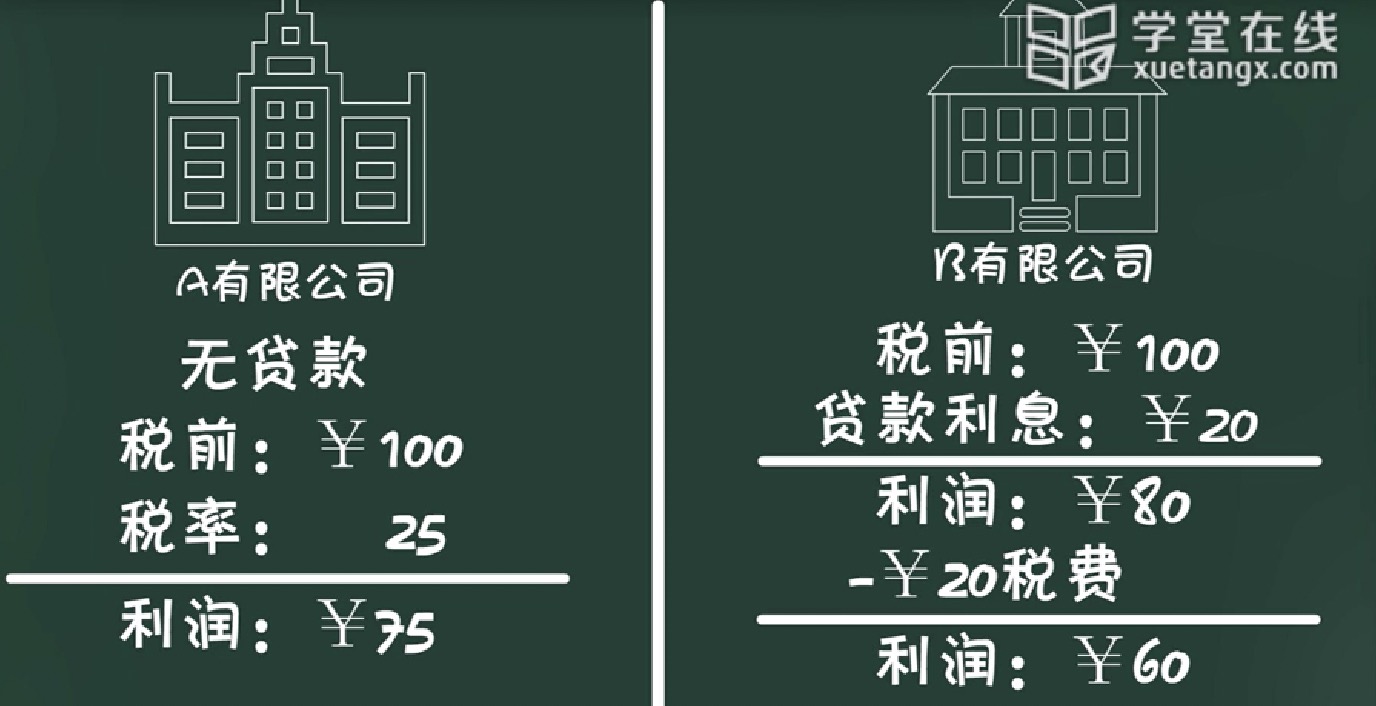 学堂在线
xuetangx.com
A有限公司
无贷款
税前：￥100
税率： 25
利润：￥75
B有限公司
税前：￥100
贷款利息：￥20
利润：￥80
-￥20税费
利润：￥60